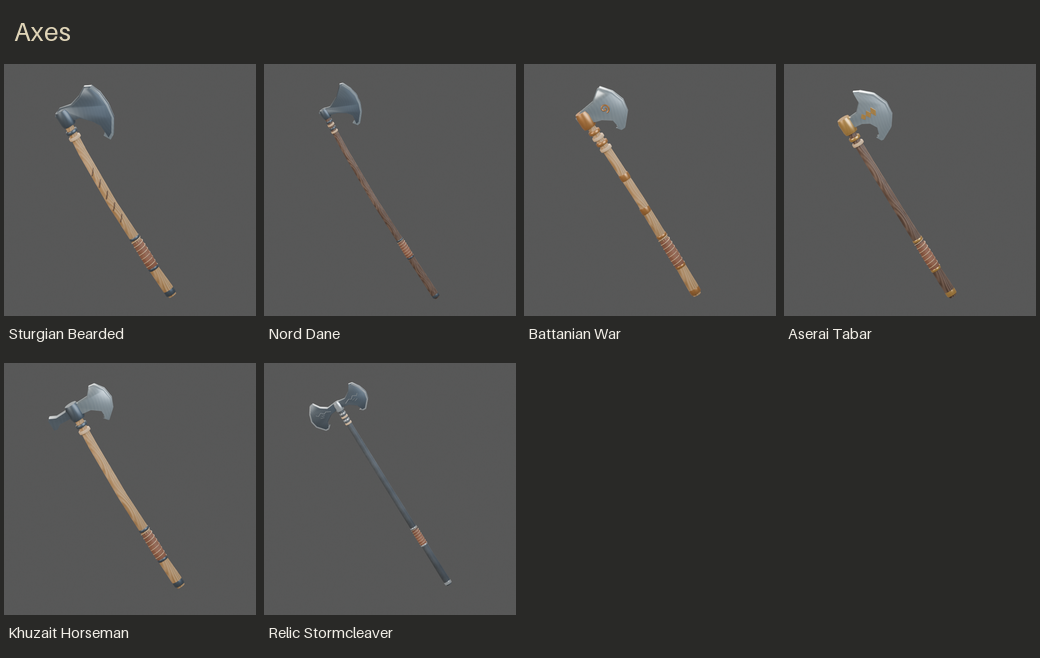 Axes
Sturgian Bearded
Nord Dane
Battanian War
Aserai Tabar
Khuzait Horseman
Relic Stormcleaver